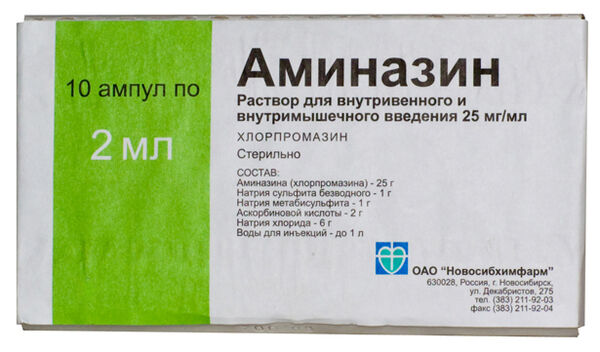 10 ампул по
2 мл
Аминазин
Раствор для внутривенного и
внутримышечного введения 25 мг/мл
ХЛОРПРОМАЗИН
Стерильно
СОСТАВ:
Аминазина (хлорпромазина) - 25 г
Натрия сульфита безводного - 1 г
Натрия метабисульфита - 1 г
Аскорбиновой кислоты - 2 г
Натрия хлорида - 6 г
Воды для инъекций - до 1 л
ОАО "Новосибхимфарм"
630028, Россия, г. Новосибирск,
ул. Декабристов, 275
тел. (383) 211-92-03
факс (383) 211-92-04